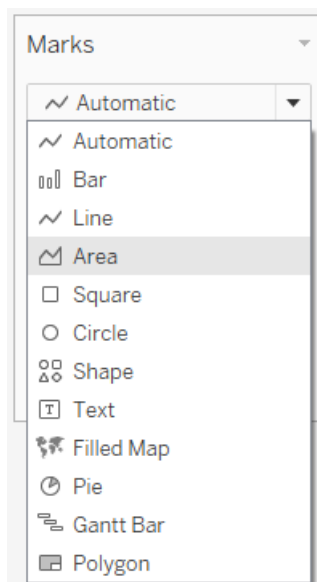 Marks
Automatic
Automatic
Bar
Line
Area
Square
Circle
Shape
Text
Filled Map
Pie
Gantt Bar
Polygon